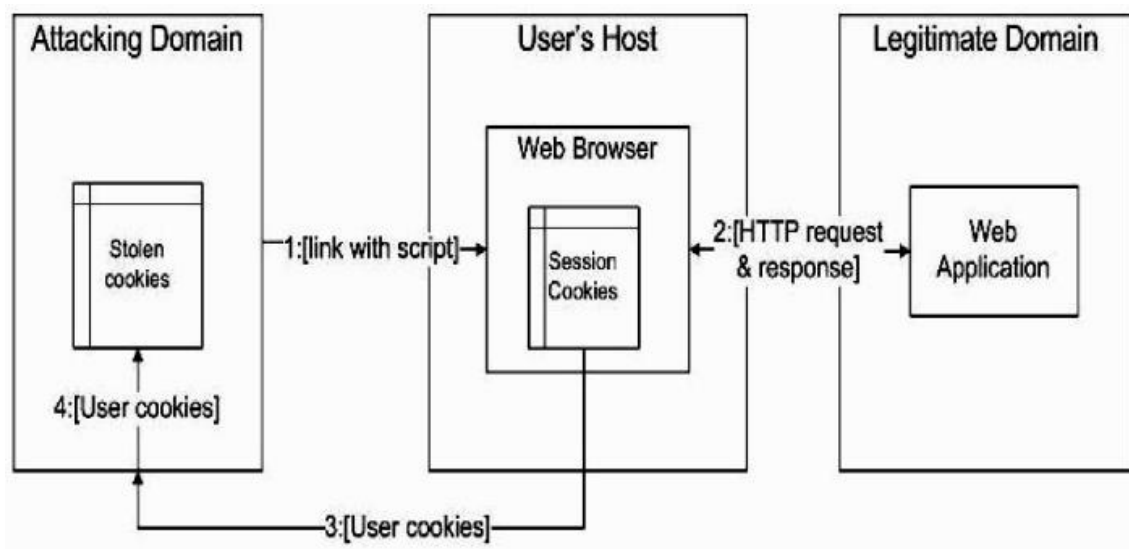 Attacking Domain
User's Host
Legitimate Domain
Web Browser
Stolen
cookies
1:[link with script]
Session
Cookies
2:[HTTP request
& response]
Web
Application
4:[User cookies]
3:[User cookies]